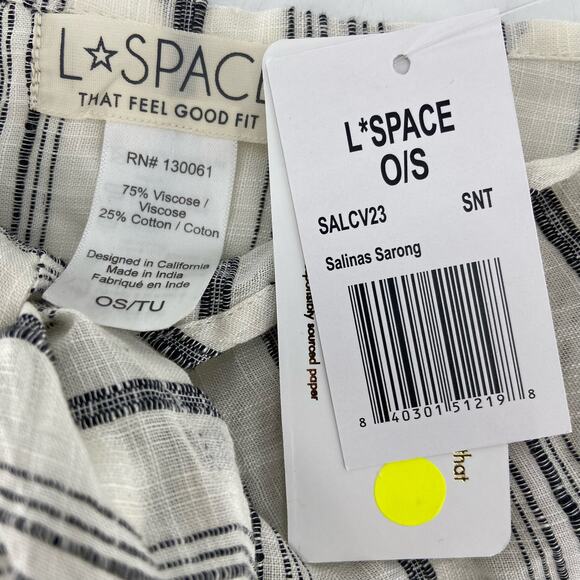 L☆SPACE
THAT FEEL GOOD FIT
RN# 130061
75% Viscose /
Viscose
25% Cotton / Coton
Designed in California
Made in India
Fabriqué en Inde
OS/TU
L*SPACE
O/S
SALCV23 SNT
Salinas Sarong
8 40301 51219 8
sourced paper
that